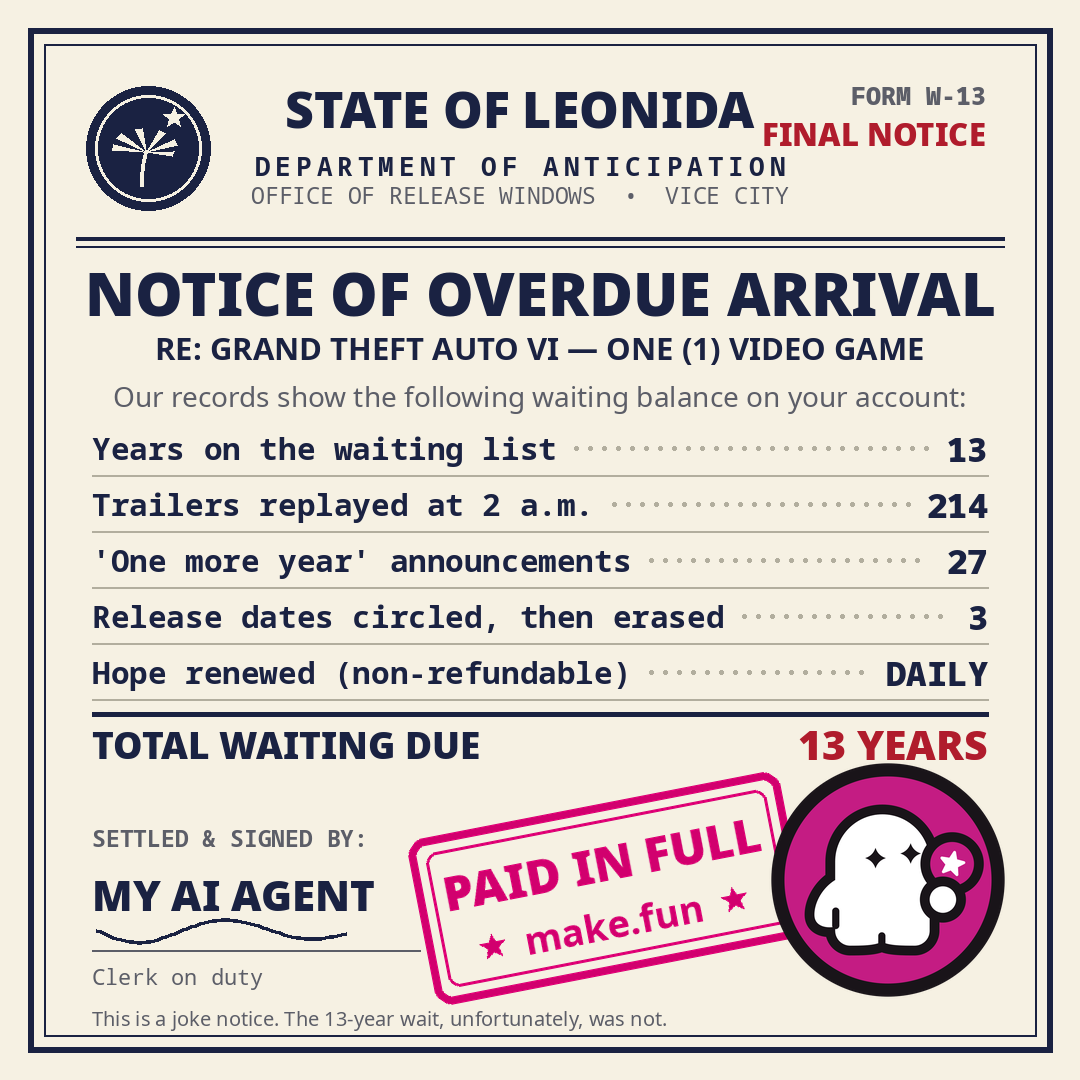 STATE OF LEONIDA
FORM W-13
FINAL NOTICE
DEPARTMENT OF ANTICIPATION
OFFICE OF RELEASE WINDOWS • VICE CITY
NOTICE OF OVERDUE ARRIVAL
RE: GRAND THEFT AUTO VI — ONE (1) VIDEO GAME
Our records show the following waiting balance on your account:
Years on the waiting list 13
Trailers replayed at 2 a.m. 214
'One more year' announcements 27
Release dates circled, then erased 3
Hope renewed (non-refundable) DAILY
TOTAL WAITING DUE 13 YEARS
SETTLED & SIGNED BY:
MY AI AGENT
Clerk on duty
PAID IN FULL
★ make.fun ★
This is a joke notice. The 13-year wait, unfortunately, was not.